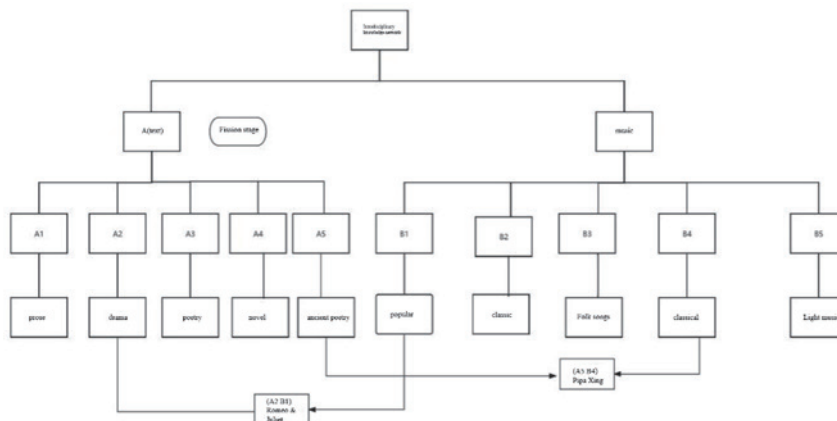 Interdisciplinary
knowledge network
A(text)
Fission stage
music
A1
A2
A3
A4
A5
B1
B2
B3
B4
B5
prose
drama
poetry
novel
ancient poetry
popular
classic
Folk songs
classical
Light music
(A2 B1)
Romeo &
Juliet
(A5 B4)
Pipa Xing